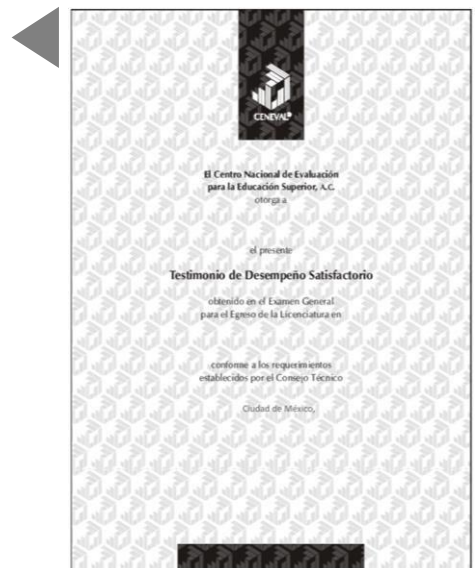 CENEVAL®
El Centro Nacional de Evaluación
para la Educación Superior, A.C.
otorga a
el presente
Testimonio de Desempeño Satisfactorio
obtenido en el Examen General
para el Egreso de la Licenciatura en
conforme a los requerimientos
establecidos por el Consejo Técnico
Ciudad de México,